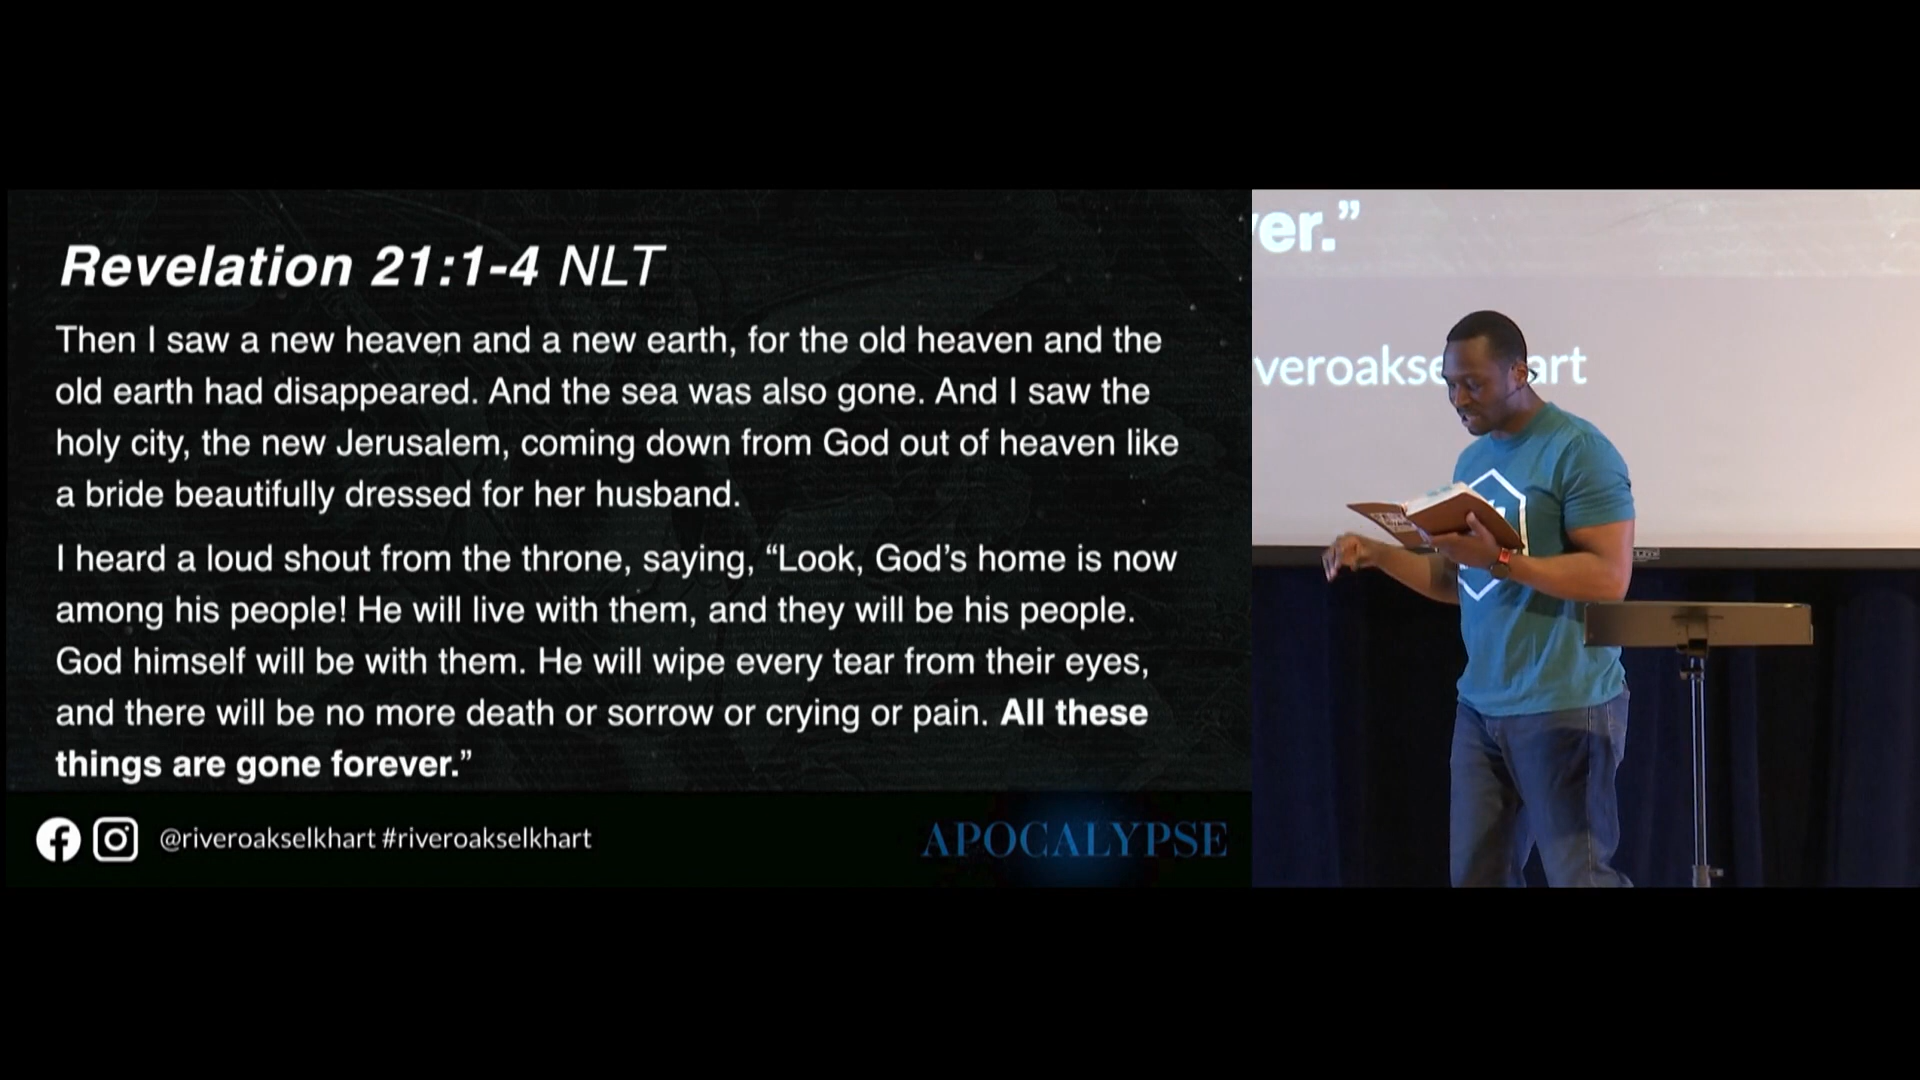 Revelation 21:1-4 NLT
Then I saw a new heaven and a new earth, for the old heaven and the
old earth had disappeared. And the sea was also gone. And I saw the
holy city, the new Jerusalem, coming down from God out of heaven like
a bride beautifully dressed for her husband.
I heard a loud shout from the throne, saying, “Look, God’s home is now
among his people! He will live with them, and they will be his people.
God himself will be with them. He will wipe every tear from their eyes,
and there will be no more death or sorrow or crying or pain. All these
things are gone forever.”
@riveroakselkhart #riveroakselkhart
APOCALYPSE
er.”